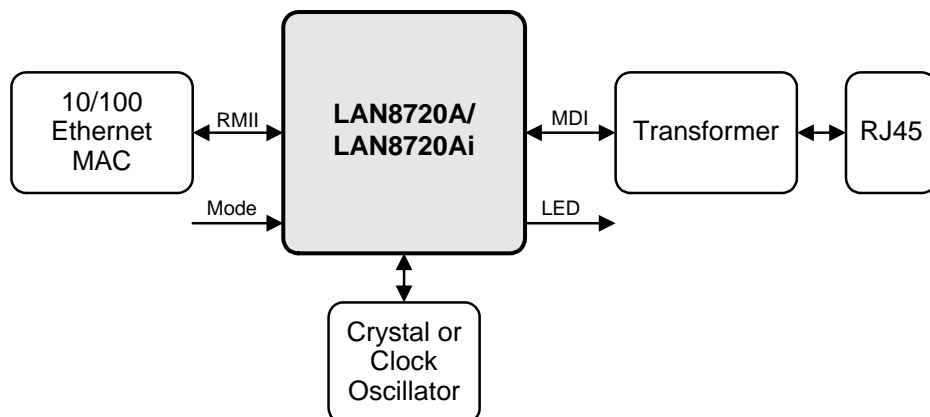 10/100
Ethernet
MAC
RMII
LAN8720A/
LAN8720Ai
MDI
Transformer
RJ45
Mode
LED
Crystal or
Clock
Oscillator